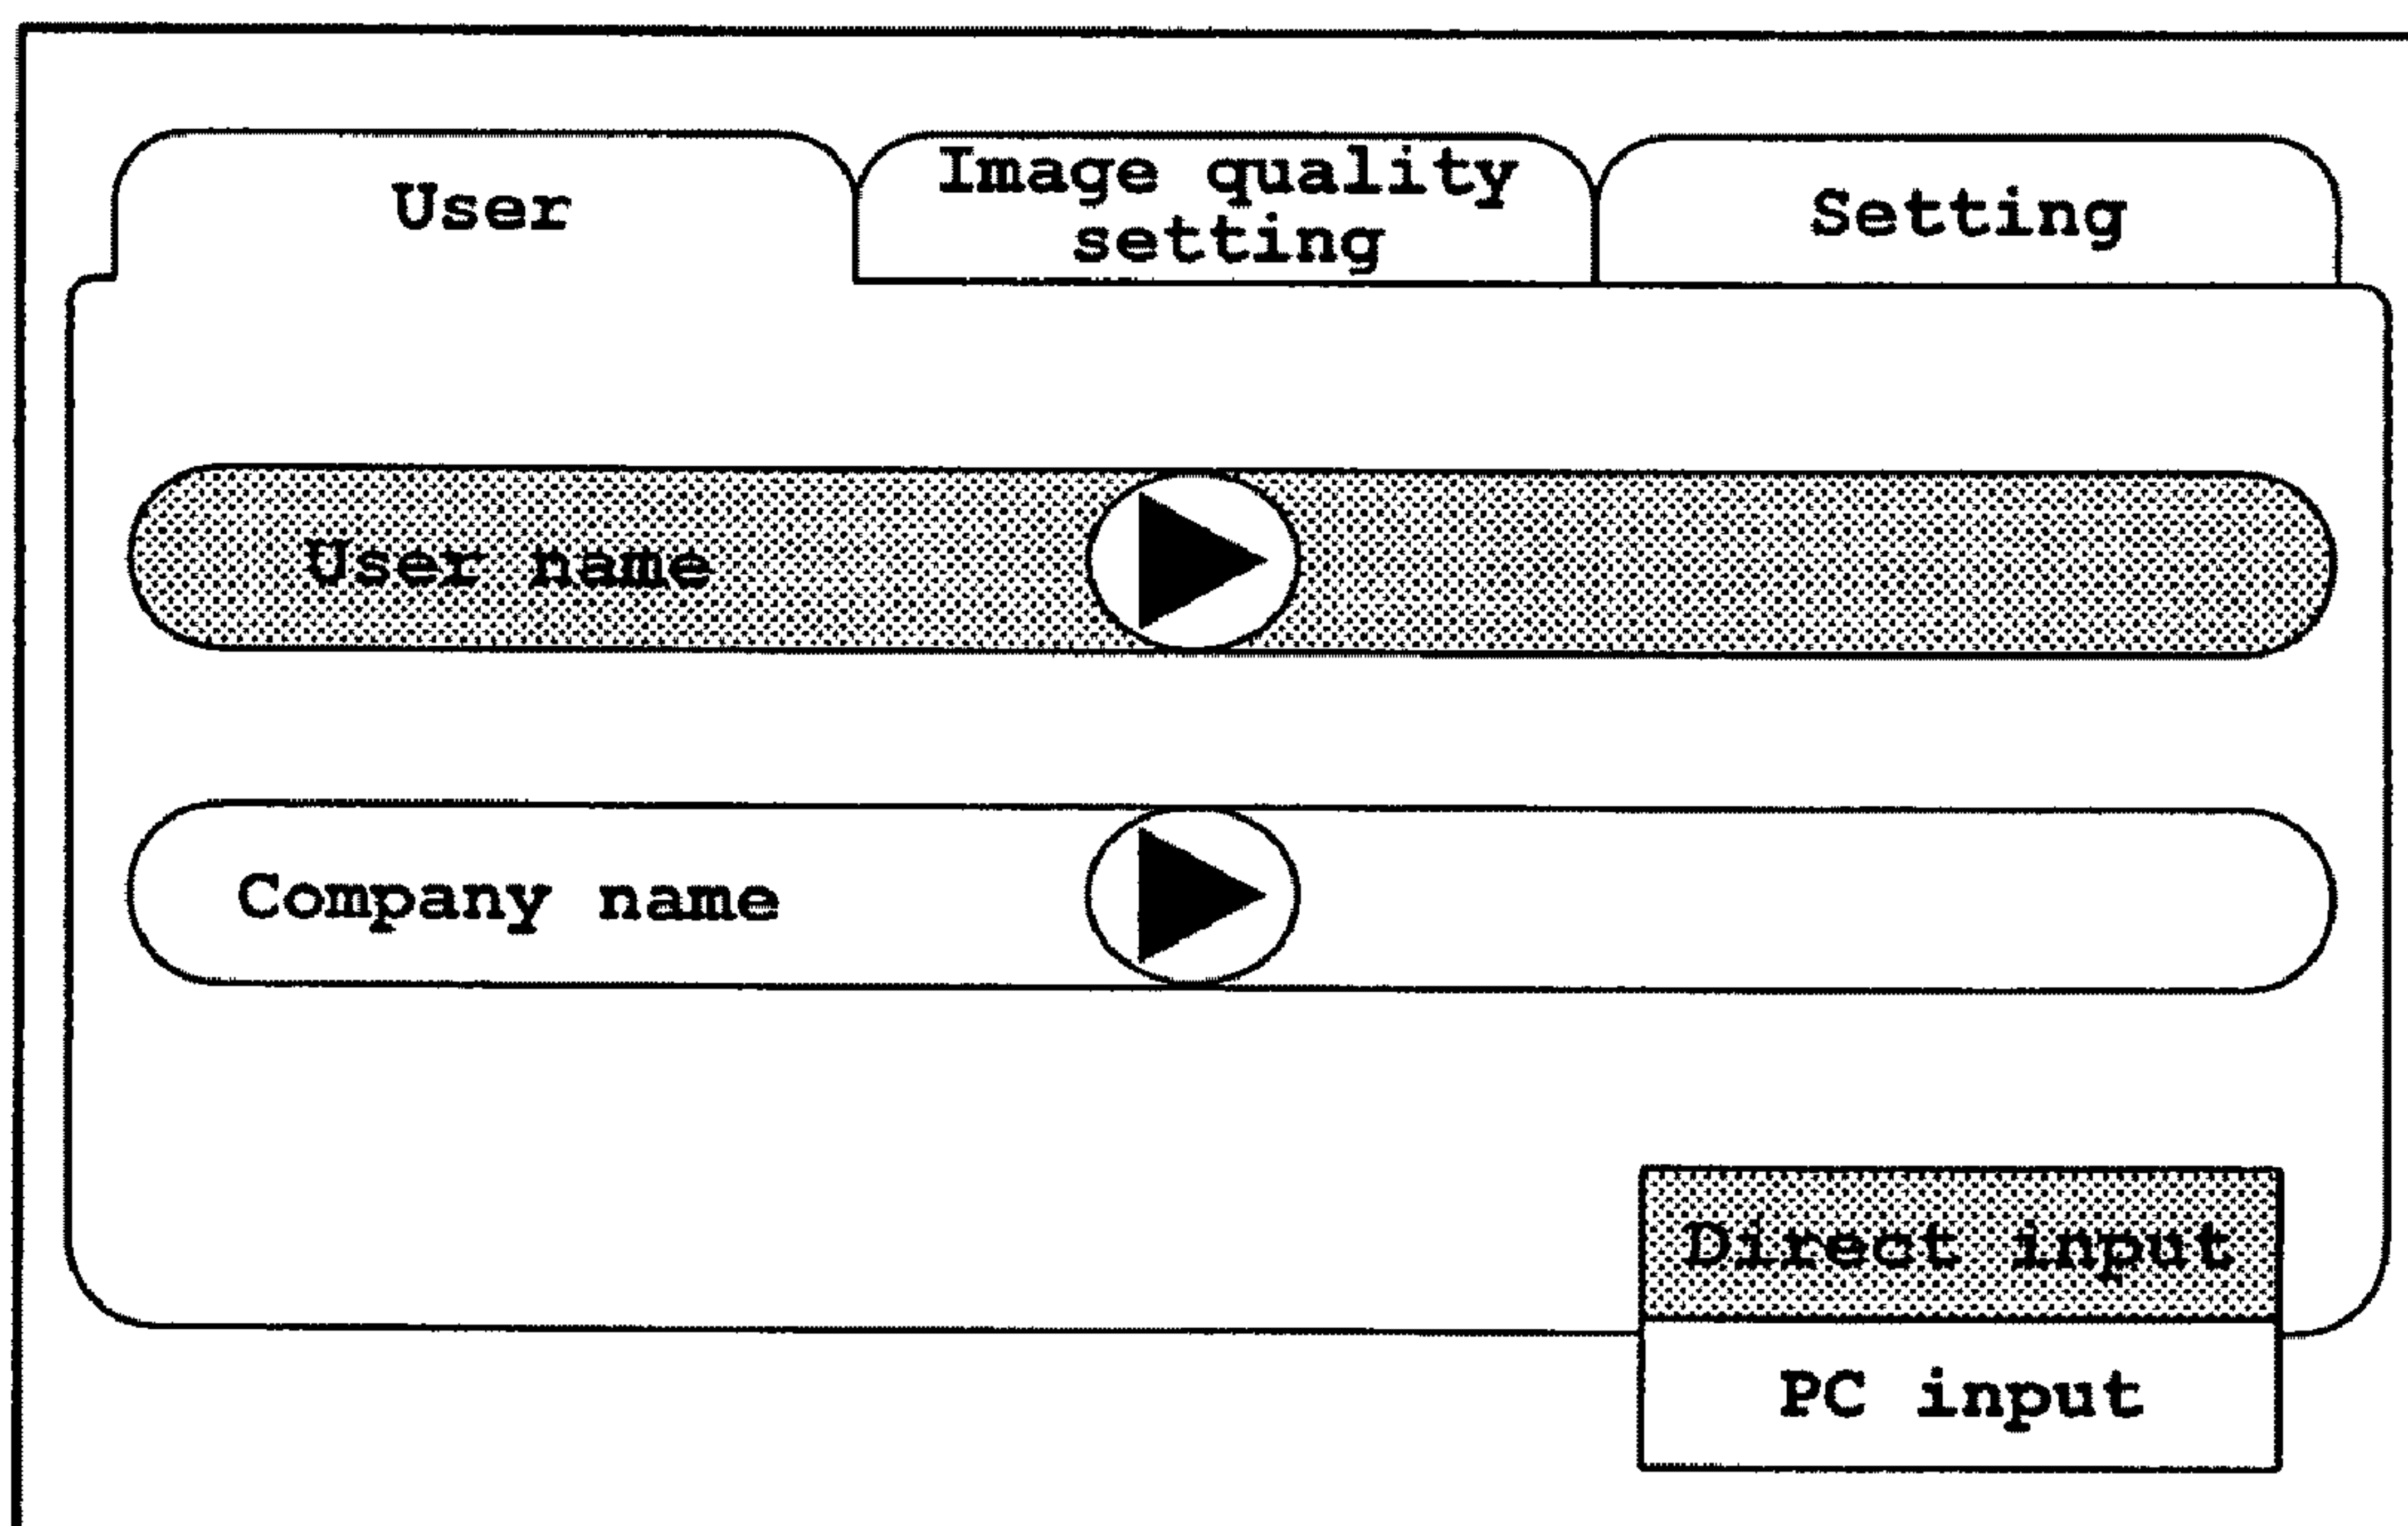 User
Image quality
setting
Setting
User name
Company name
Direct input
PC input